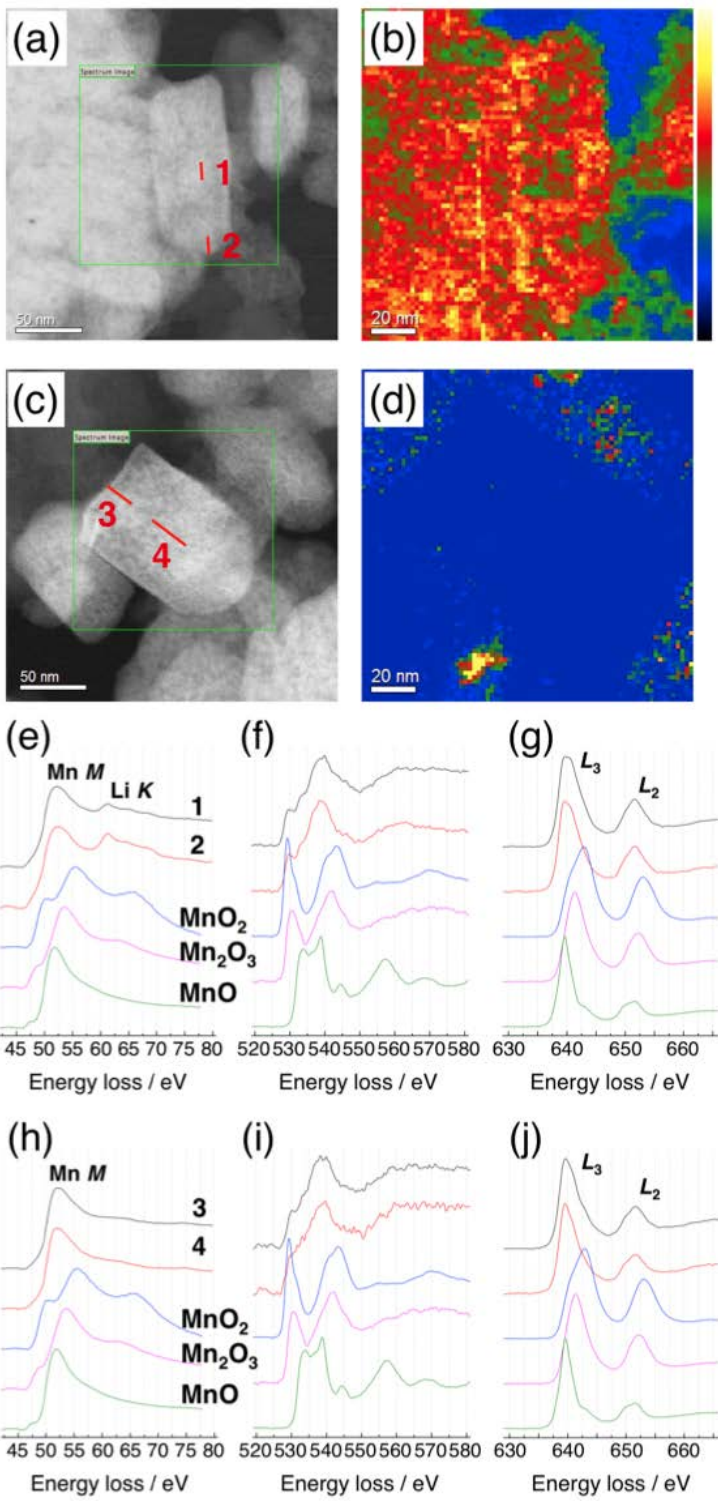 (a)
Spectrum Image
1
2
50 nm
(b)
20 nm
(c)
Spectrum Image
3
4
50 nm
(d)
20 nm
(e)
Mn M
Li K
1
2
MnO₂
Mn₂O₃
MnO
45 50 55 60 65 70 75 80
Energy loss / eV
(f)
520 530 540 550 560 570 580
Energy loss / eV
(g)
L₃
L₂
630 640 650 660
Energy loss / eV
(h)
Mn M
3
4
MnO₂
Mn₂O₃
MnO
45 50 55 60 65 70 75 80
Energy loss / eV
(i)
520 530 540 550 560 570 580
Energy loss / eV
(j)
L₃
L₂
630 640 650 660
Energy loss / eV